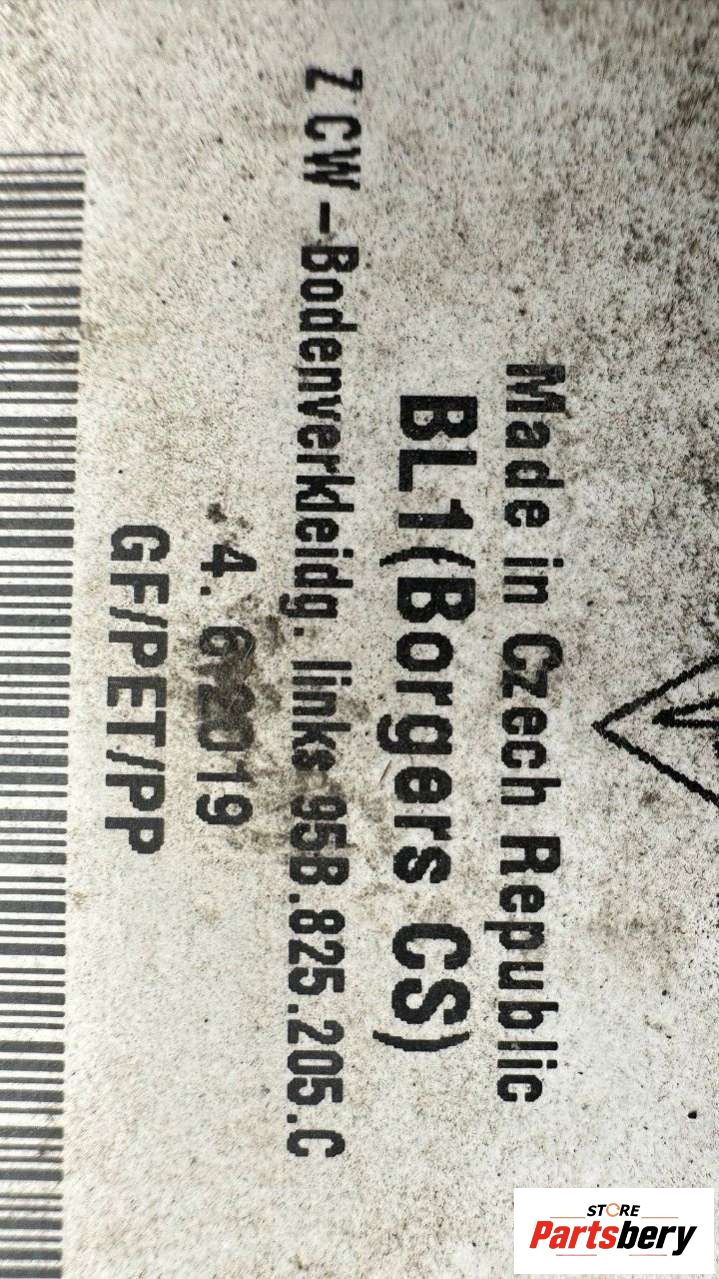 Made in Czech Republic
BL1(Borgers CS)
Z CW - Bodenverkleidg. links 95B.825.205.C
4. 6.2019
GF/PET/PP
STORE
Partsbery